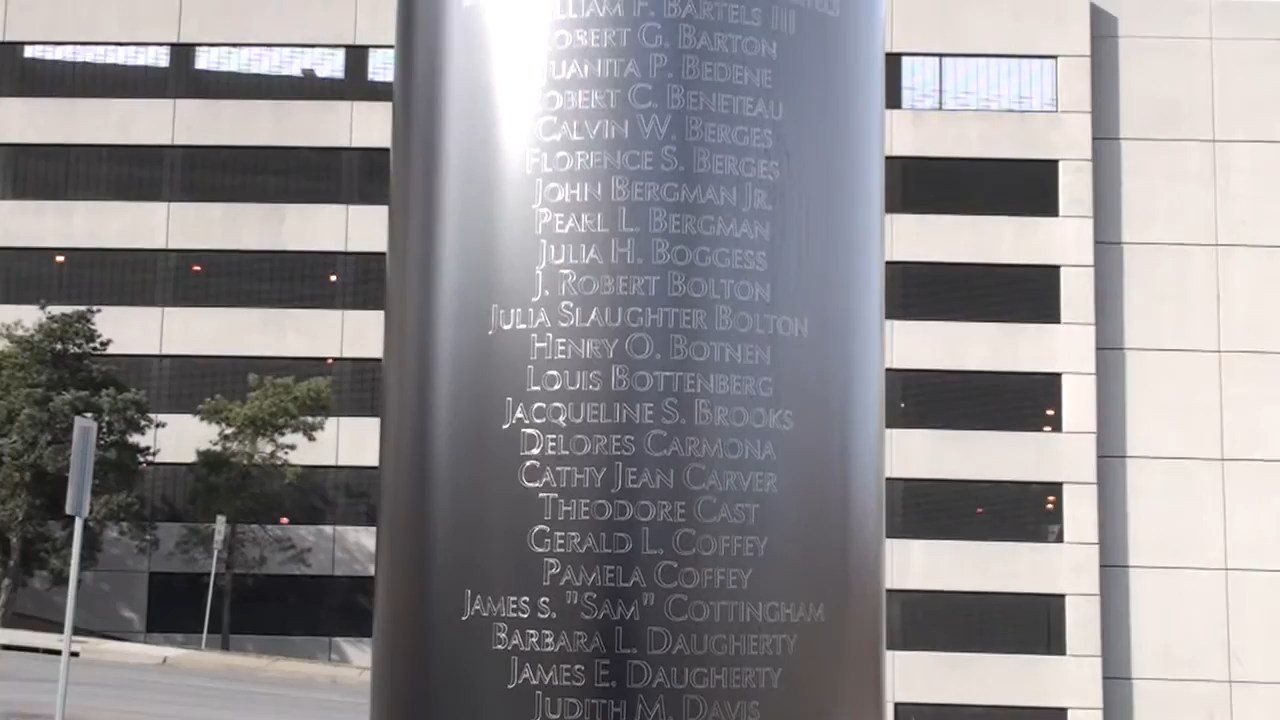 BARTELS III
ROBERT G. BARTON
JUANITA P. BEDENE
ROBERT C. BENETEAU
CALVIN W. BERGES
FLORENCE S. BERGES
JOHN BERGMAN JR.
PEARL L. BERGMAN
JULIA H. BOGGESS
J. ROBERT BOLTON
JULIA SLAUGHTER BOLTON
HENRY O. BOTNEN
LOUIS BOTTENBERG
JACQUELINE S. BROOKS
DELORES CARMONA
CATHY JEAN CARVER
THEODORE CAST
GERALD L. COFFEY
PAMELA COFFEY
JAMES S. "SAM" COTTINGHAM
BARBARA L. DAUGHERTY
JAMES E. DAUGHERTY
JUDITH M. DAVIS